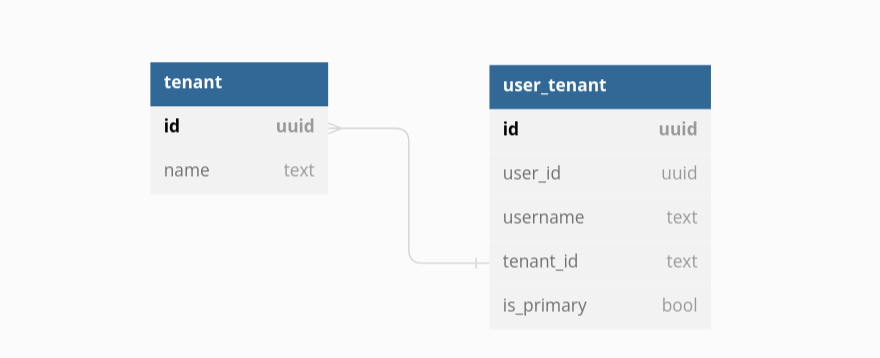 tenant
id uuid
name text
user_tenant
id uuid
user_id uuid
username text
tenant_id text
is_primary bool